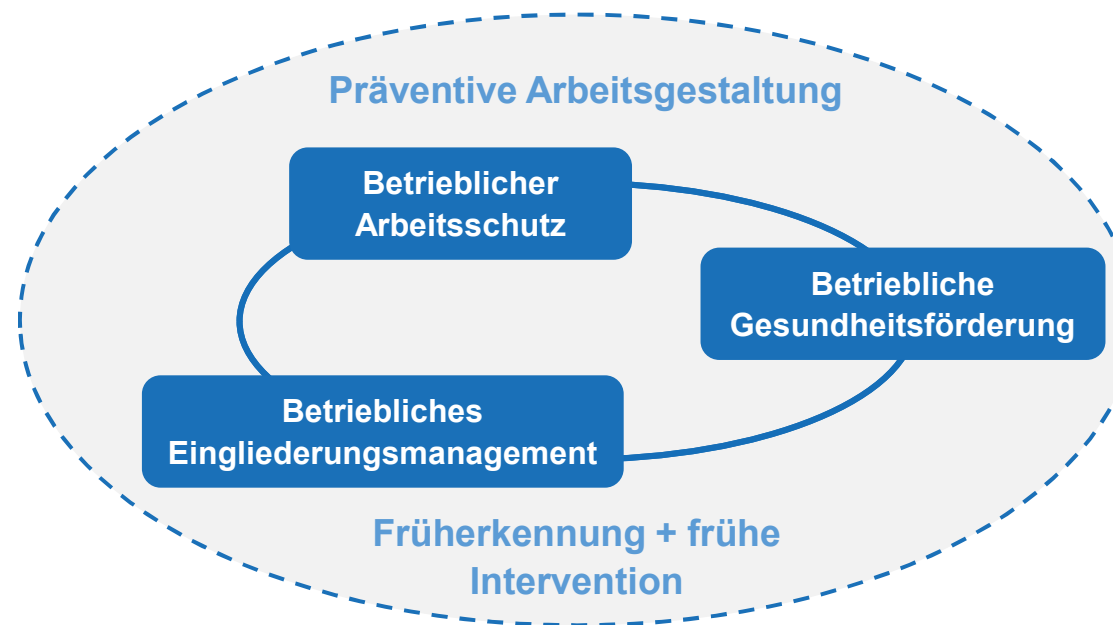 Präventive Arbeitsgestaltung
Betrieblicher
Arbeitsschutz
Betriebliche
Gesundheitsförderung
Betriebliches
Eingliederungsmanagement
Früherkennung + frühe
Intervention